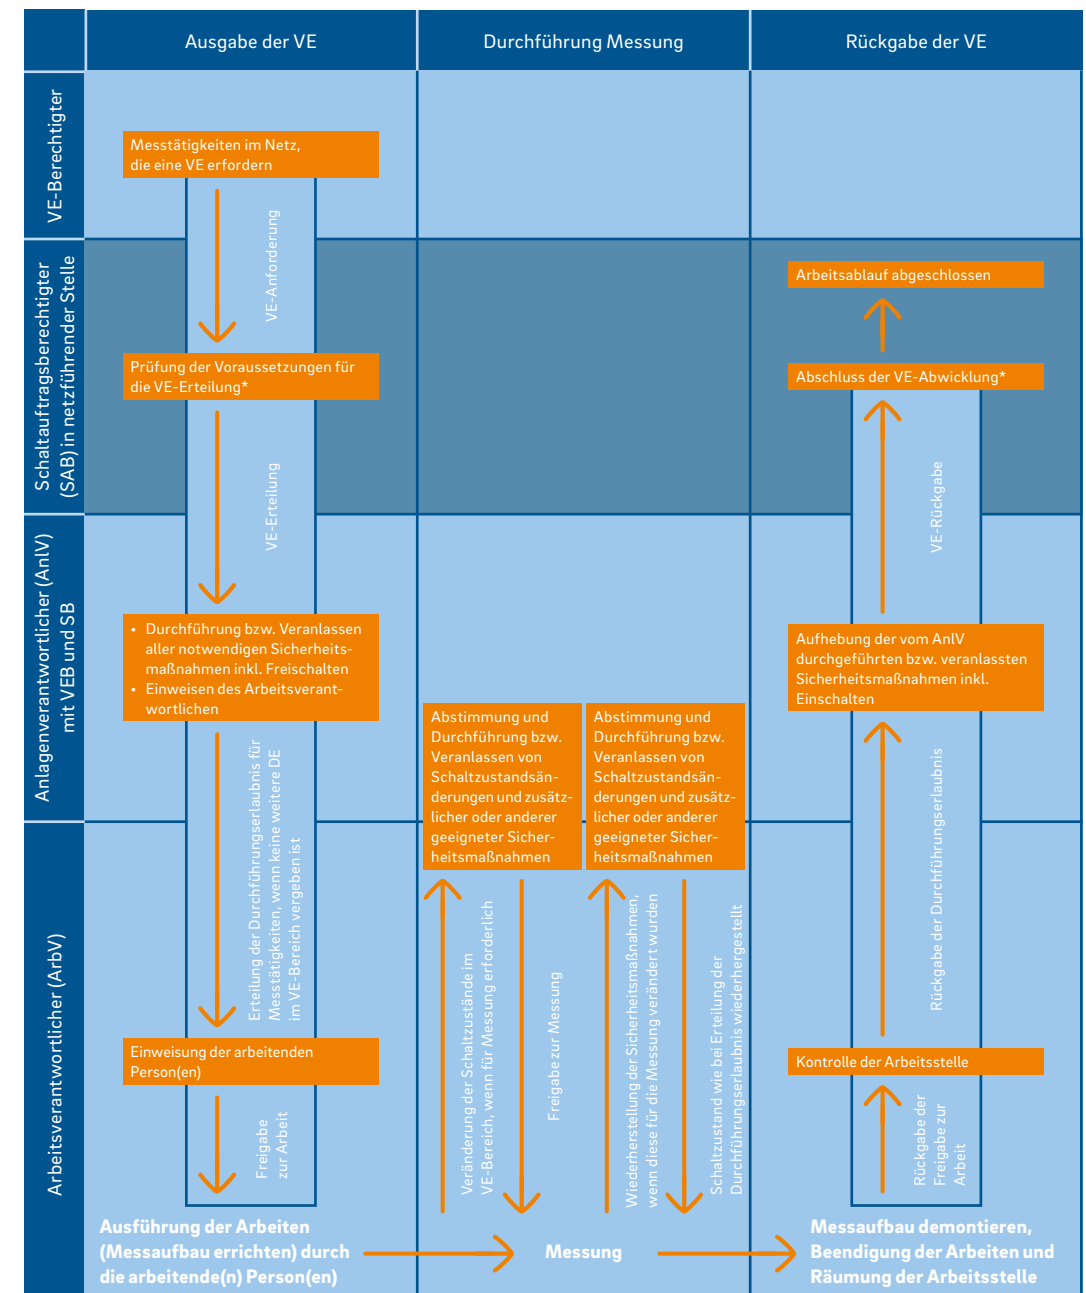 Ausgabe der VE
Durchführung Messung
Rückgabe der VE
VE-Berechtigter
Messtätigkeiten im Netz,
die eine VE erfordern
VE-Anforderung
Schaltauftragsberechtigter
(SAB) in netzführender Stelle
Prüfung der Voraussetzungen für
die VE-Erteilung*
VE-Erteilung
Arbeitsablauf abgeschlossen
Abschluss der VE-Abwicklung*
VE-Rückgabe
Anlagenverantwortlicher (AnlV)
mit VEB und SB
• Durchführung bzw. Veranlassen
aller notwendigen Sicherheits-
maßnahmen inkl. Freischalten
• Einweisen des Arbeitsverant-
wortlichen
Erteilung der Durchführungserlaubnis für
Messtätigkeiten, wenn keine weitere DE
im VE-Bereich vergeben ist
Abstimmung und
Durchführung bzw.
Veranlassen von
Schaltzustandsän-
derungen und zusätz-
licher oder anderer
geeigneter Sicher-
heitsmaßnahmen
Abstimmung und
Durchführung bzw.
Veranlassen von
Schaltzustandsän-
derungen und zusätz-
licher oder anderer
geeigneter Sicher-
heitsmaßnahmen
Aufhebung der vom AnlV
durchgeführten bzw. veranlassten
Sicherheitsmaßnahmen inkl.
Einschalten
Rückgabe der Durchführungserlaubnis
Arbeitsverantwortlicher (ArbV)
Einweisung der arbeitenden
Person(en)
Freigabe
zur Arbeit
Veränderung der Schaltzustände im
VE-Bereich, wenn für Messung erforderlich
Freigabe zur Messung
Wiederherstellung der Sicherheitsmaßnahmen,
wenn diese für die Messung verändert wurden
Schaltzustand wie bei Erteilung der
Durchführungserlaubnis wiederhergestellt
Kontrolle der Arbeitsstelle
Rückgabe der
Freigabe zur
Arbeit
Ausführung der Arbeiten
(Messaufbau errichten) durch
die arbeitende(n) Person(en)
Messung
Messaufbau demontieren,
Beendigung der Arbeiten und
Räumung der Arbeitsstelle